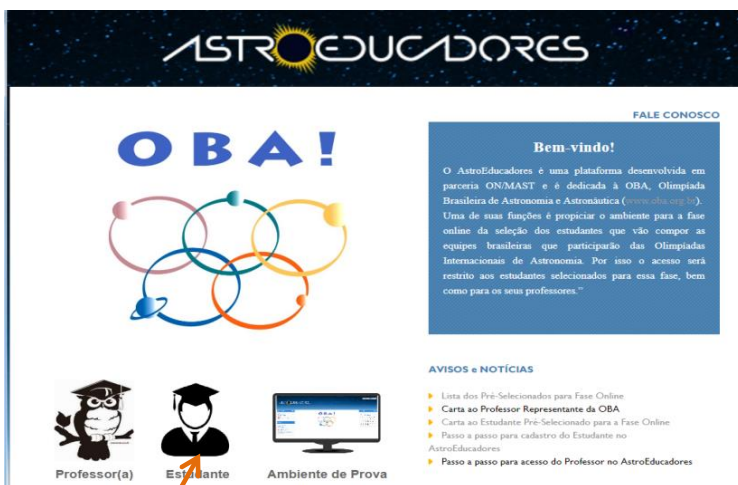 ASTROEDUCADORES
FALE CONOSCO
OBA!
Bem-vindo!
O AstroEducadores é uma plataforma desenvolvida em
parceria ON/MAST e é dedicada à OBA, Olimpíada
Brasileira de Astronomia e Astronáutica (www.oba.org.br).
Uma de suas funções é propiciar o ambiente para a fase
online da seleção dos estudantes que vão compor as
equipes brasileiras que participarão das Olimpíadas
Internacionais de Astronomia. Por isso o acesso será
restrito aos estudantes selecionados para essa fase, bem
como para os seus professores.”
AVISOS e NOTÍCIAS
Lista dos Pré-Selecionados para Fase Online
Carta ao Professor Representante da OBA
Carta ao Estudante Pré-Selecionado para a Fase Online
Passo a passo para cadastro do Estudante no
AstroEducadores
Passo a passo para acesso do Professor no AstroEducadores
Professor(a)
Estudante
Ambiente de Prova